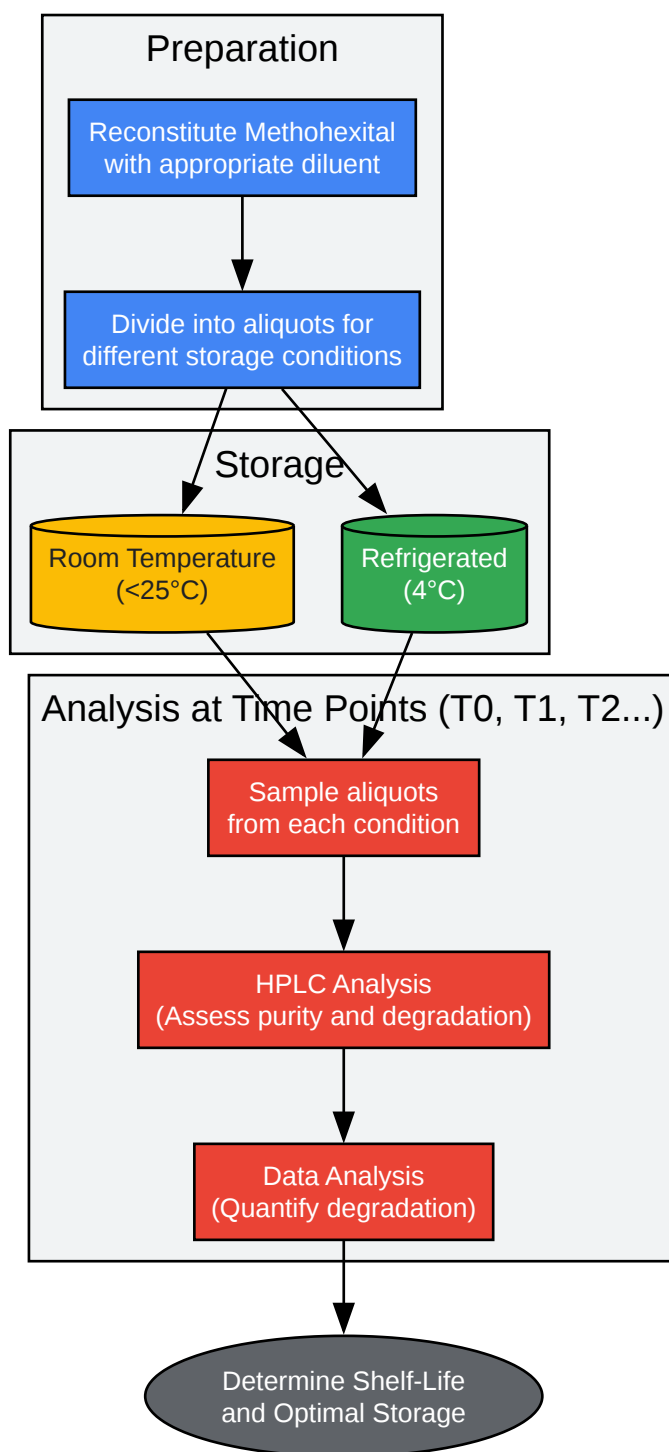 Preparation
Reconstitute Methohexital
with appropriate diluent
Divide into aliquots for
different storage conditions
Storage
Room Temperature
(<25°C)
Refrigerated
(4°C)
Analysis at Time Points (T0, T1, T2...)
Sample aliquots
from each condition
HPLC Analysis
(Assess purity and degradation)
Data Analysis
(Quantify degradation)
Determine Shelf-Life
and Optimal Storage